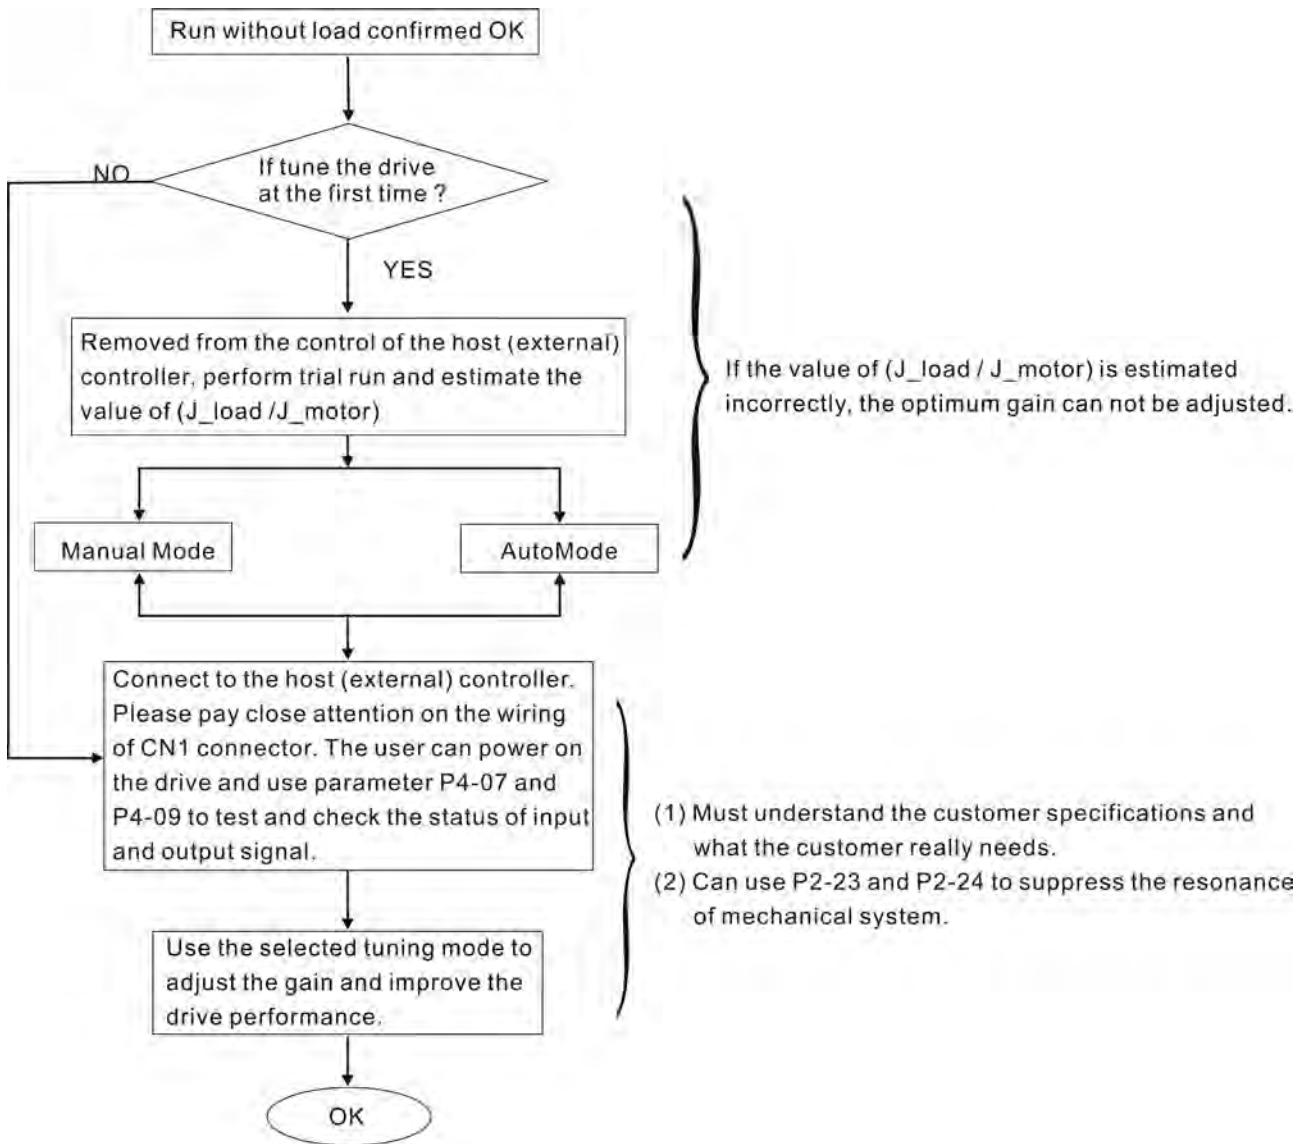 Run without load confirmed OK
If tune the drive
at the first time ?
NO
YES
Removed from the control of the host (external)
controller, perform trial run and estimate the
value of (J_load /J_motor)
If the value of (J_load / J_motor) is estimated
incorrectly, the optimum gain can not be adjusted.
Manual Mode
AutoMode
Connect to the host (external) controller.
Please pay close attention on the wiring
of CN1 connector. The user can power on
the drive and use parameter P4-07 and
P4-09 to test and check the status of input
and output signal.
(1) Must understand the customer specifications and
what the customer really needs.
(2) Can use P2-23 and P2-24 to suppress the resonance
of mechanical system.
Use the selected tuning mode to
adjust the gain and improve the
drive performance.
OK